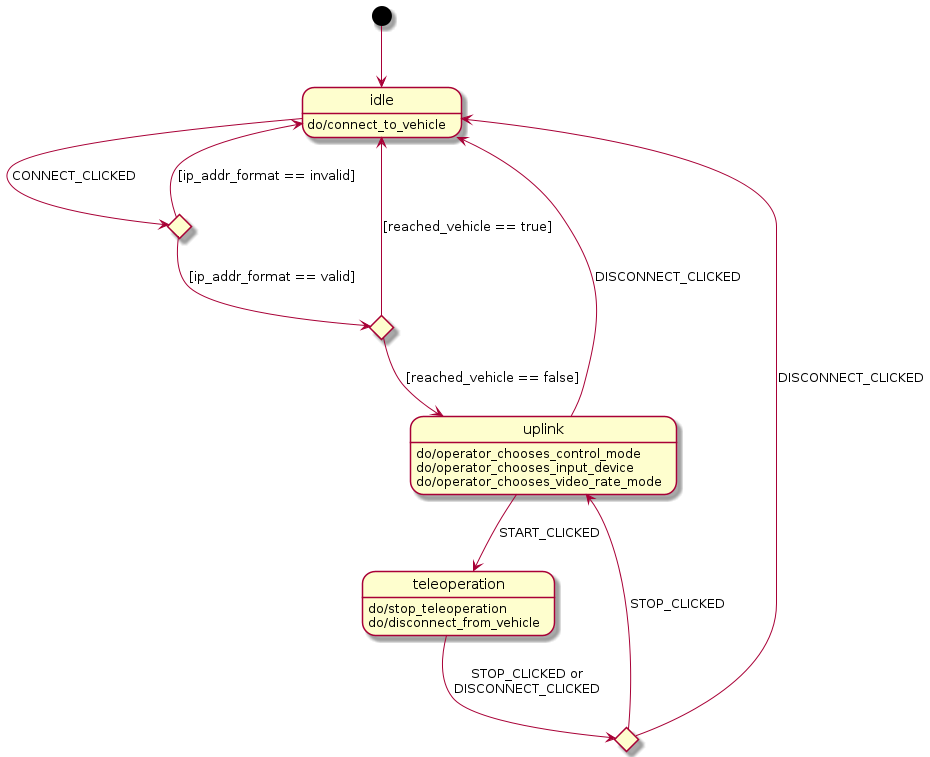 idle
do/connect_to_vehicle
CONNECT_CLICKED
[ip_addr_format == invalid]
[reached_vehicle == true]
[ip_addr_format == valid]
DISCONNECT_CLICKED
[reached_vehicle == false]
DISCONNECT_CLICKED
uplink
do/operator_chooses_control_mode
do/operator_chooses_input_device
do/operator_chooses_video_rate_mode
START_CLICKED
teleoperation
do/stop_teleoperation
do/disconnect_from_vehicle
STOP_CLICKED
STOP_CLICKED or
DISCONNECT_CLICKED